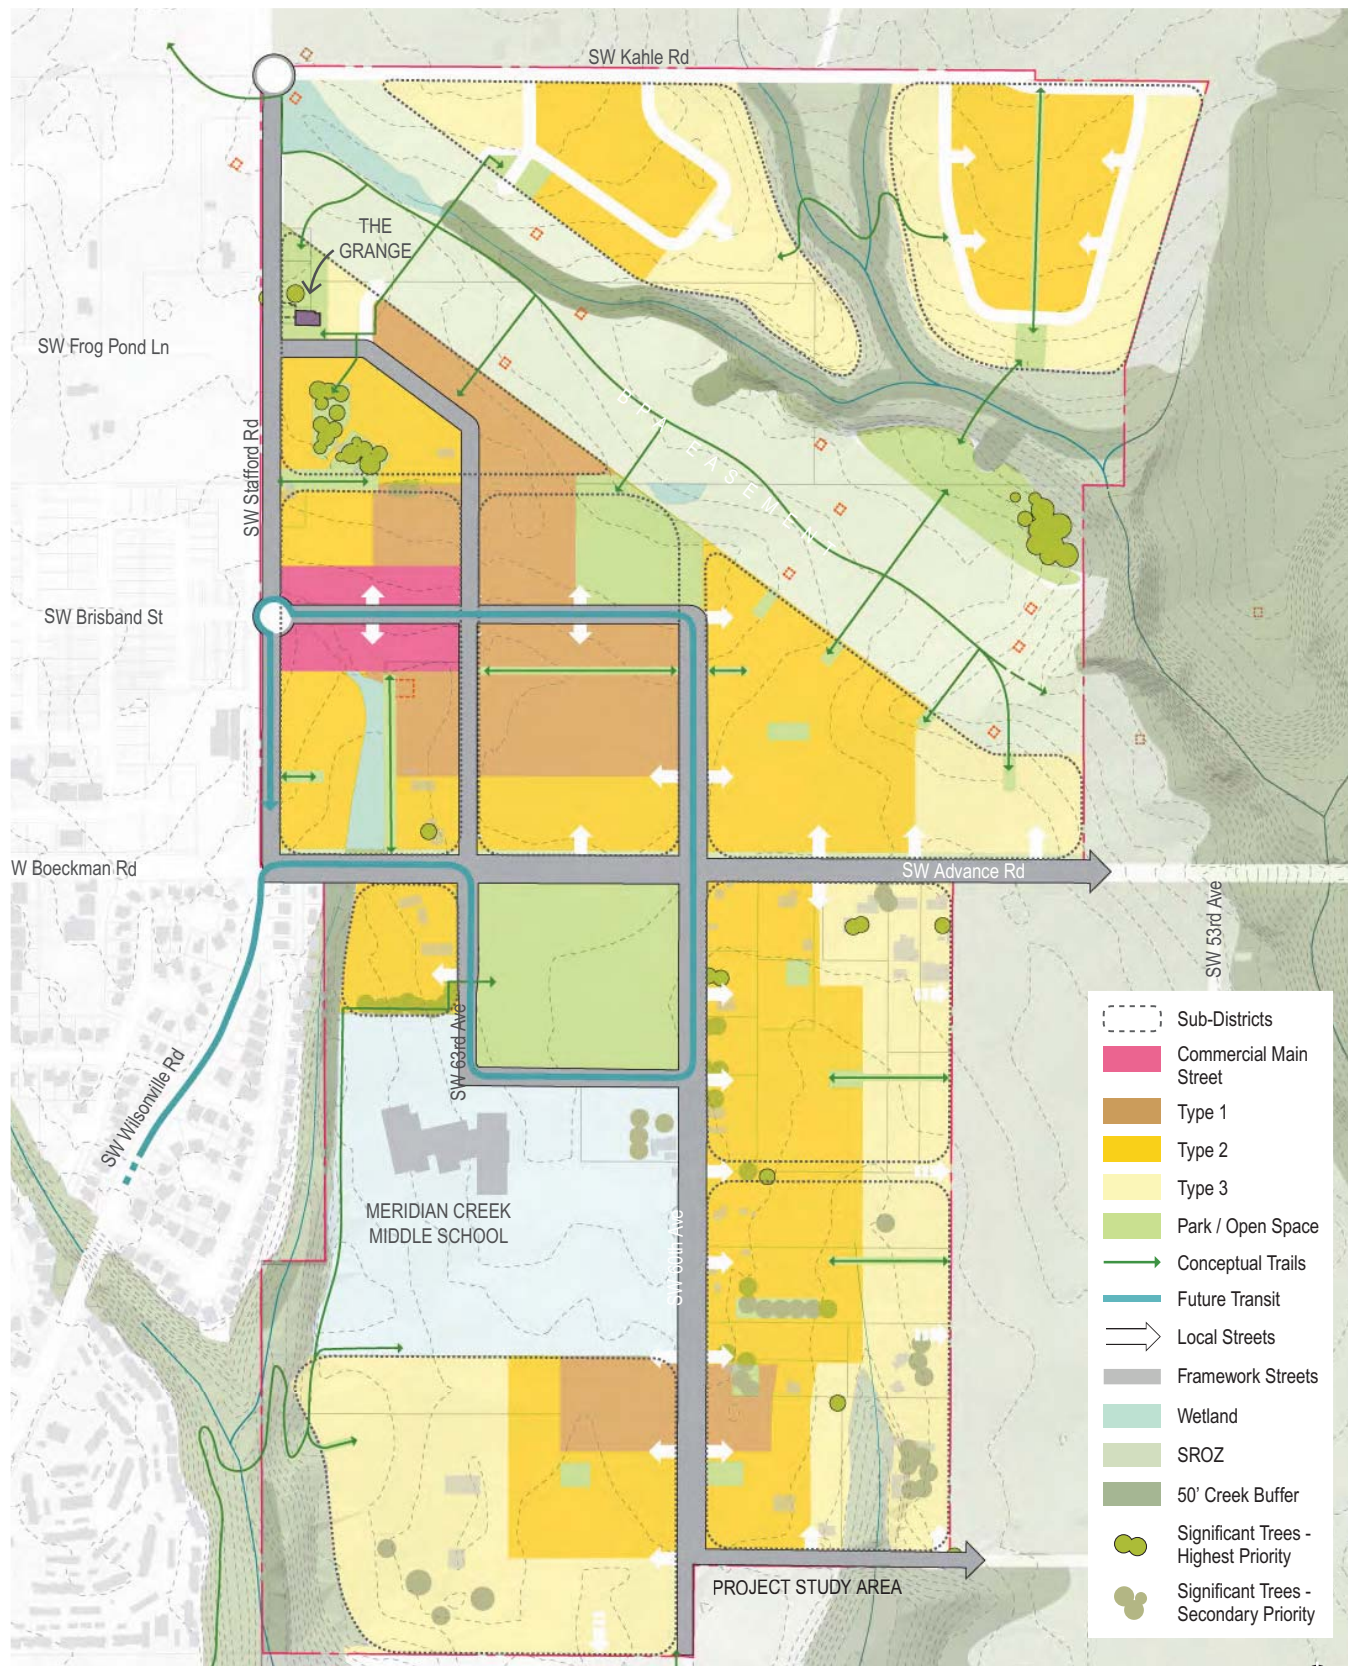 SW Kahle Rd
THE
GRANGE
SW Frog Pond Ln
SW Stafford Rd
BPA EASEMENT
SW Brisband St
W Boeckman Rd
SW Advance Rd
SW 53rd Ave
SW 63rd Ave
SW Wilsonville Rd
MERIDIAN CREEK
MIDDLE SCHOOL
SW 60th Ave
PROJECT STUDY AREA
Sub-Districts
Commercial Main
Street
Type 1
Type 2
Type 3
Park / Open Space
Conceptual Trails
Future Transit
Local Streets
Framework Streets
Wetland
SROZ
50' Creek Buffer
Significant Trees -
Highest Priority
Significant Trees -
Secondary Priority